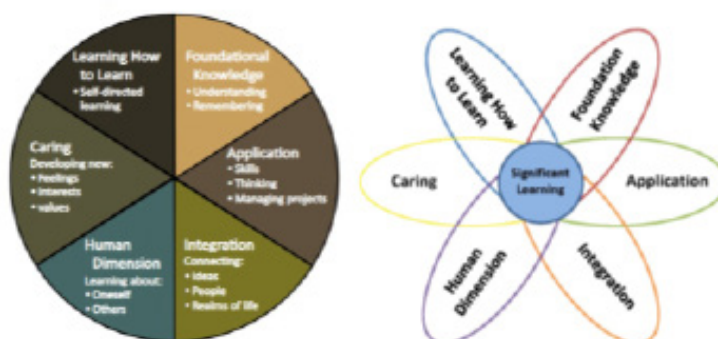 Learning How
to Learn
• Self-directed
learning
Foundational
Knowledge
• Understanding
• Remembering
Caring
Developing new:
• Feelings
• Interests
• values
Application
• Skills
• Thinking
• Managing projects
Human
Dimension
Learning about:
• Oneself
• Others
Integration
Connecting:
• Ideas
• People
• Realms of life
Learning How
to Learn
Foundation
Knowledge
Caring
Significant
Learning
Application
Human
Dimension
Integration